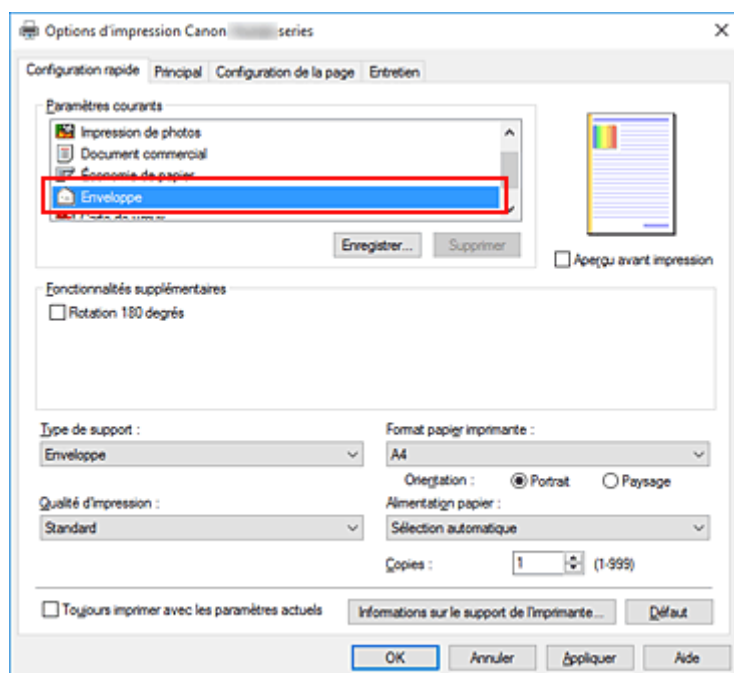 Options d'impression Canon series
Configuration rapide Principal Configuration de la page Entretien
Paramètres courants
Impression de photos
Document commercial
Économie de papier
Enveloppe
Enregistrer... Supprimer
Aperçu avant impression
Fonctionnalités supplémentaires
Rotation 180 degrés
Type de support :
Enveloppe
Format papier imprimante :
A4
Orientation : Portrait Paysage
Qualité d'impression :
Standard
Alimentation papier :
Sélection automatique
Copies : 1 (1-999)
Toujours imprimer avec les paramètres actuels
Informations sur le support de l'imprimante... Défaut
OK Annuler Appliquer Aide